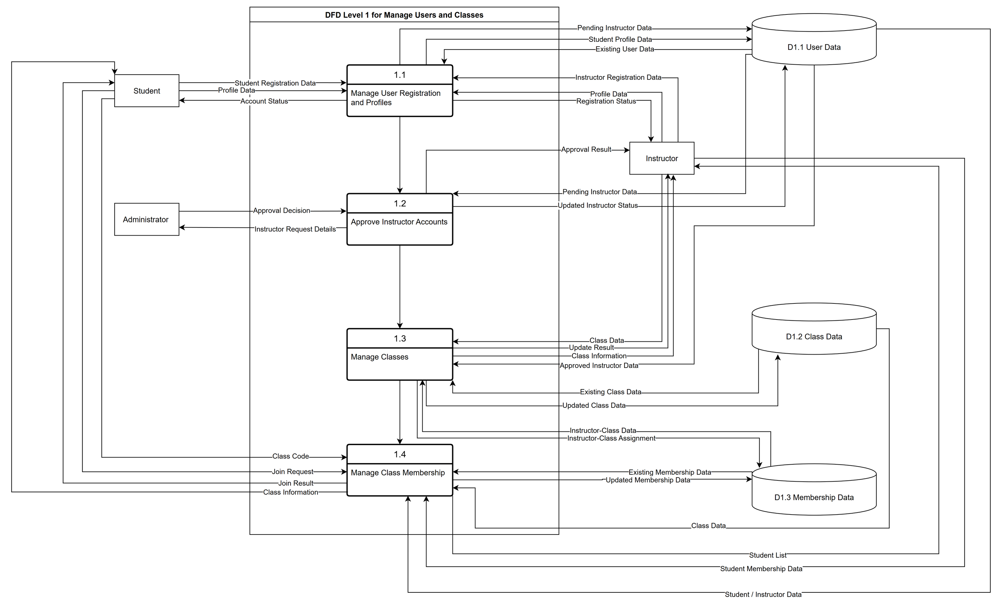 DFD Level 1 for Manage Users and Classes
Pending Instructor Data
Student Profile Data
Existing User Data
D1.1 User Data
1.1
Manage User Registration
and Profiles
Student
Student Registration Data
Profile Data
Account Status
Instructor Registration Data
Profile Data
Registration Status
Approval Result
Instructor
Pending Instructor Data
Updated Instructor Status
1.2
Approve Instructor Accounts
Administrator
Approval Decision
Instructor Request Details
1.3
Manage Classes
Class Data
Update Result
Class Information
Approved Instructor Data
D1.2 Class Data
Existing Class Data
Updated Class Data
Instructor-Class Data
Instructor-Class Assignment
1.4
Manage Class Membership
Class Code
Join Request
Join Result
Class Information
Existing Membership Data
Updated Membership Data
D1.3 Membership Data
Class Data
Student List
Student Membership Data
Student / Instructor Data